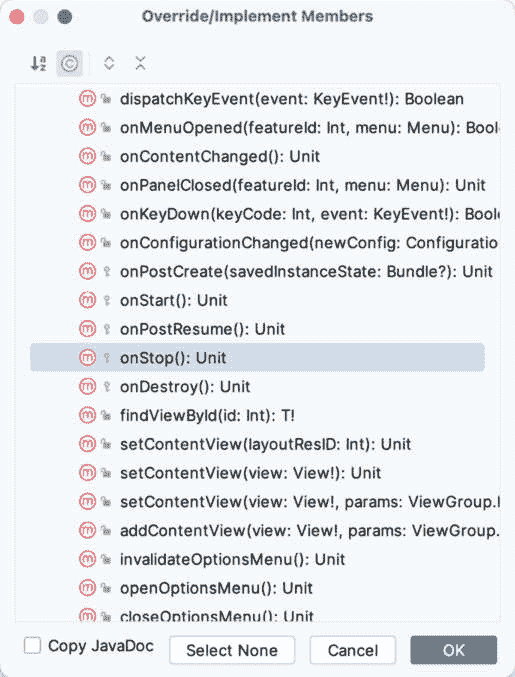 Override/Implement Members
dispatchKeyEvent(event: KeyEvent!): Boolean
onMenuOpened(featureId: Int, menu: Menu): Bool
onContentChanged(): Unit
onPanelClosed(featureId: Int, menu: Menu): Unit
onKeyDown(keyCode: Int, event: KeyEvent!): Bool
onConfigurationChanged(newConfig: Configuratio
onPostCreate(savedInstanceState: Bundle?): Unit
onStart(): Unit
onPostResume(): Unit
onStop(): Unit
onDestroy(): Unit
findViewById(id: Int): T!
setContentView(layoutResID: Int): Unit
setContentView(view: View!): Unit
setContentView(view: View!, params: ViewGroup.
addContentView(view: View!, params: ViewGroup.
invalidateOptionsMenu(): Unit
openOptionsMenu(): Unit
closeOptionsMenu(): Unit
Copy JavaDoc Select None Cancel OK